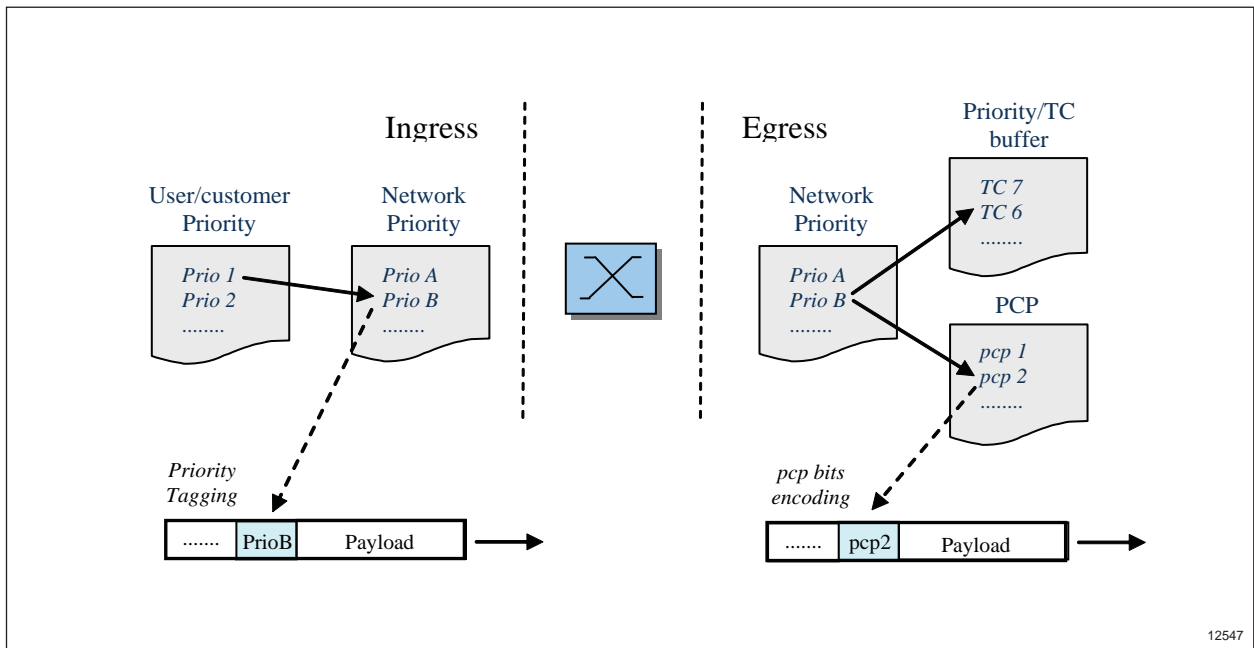 Ingress
Egress
Priority/TC
buffer
User/customer
Priority
Network
Priority
Network
Priority
TC 7
TC 6
........
Prio 1
Prio 2
........
Prio A
Prio B
........
Prio A
Prio B
........
PCP
pcp 1
pcp 2
........
Priority
Tagging
pcp bits
encoding
....... PrioB Payload
....... pcp2 Payload
12547